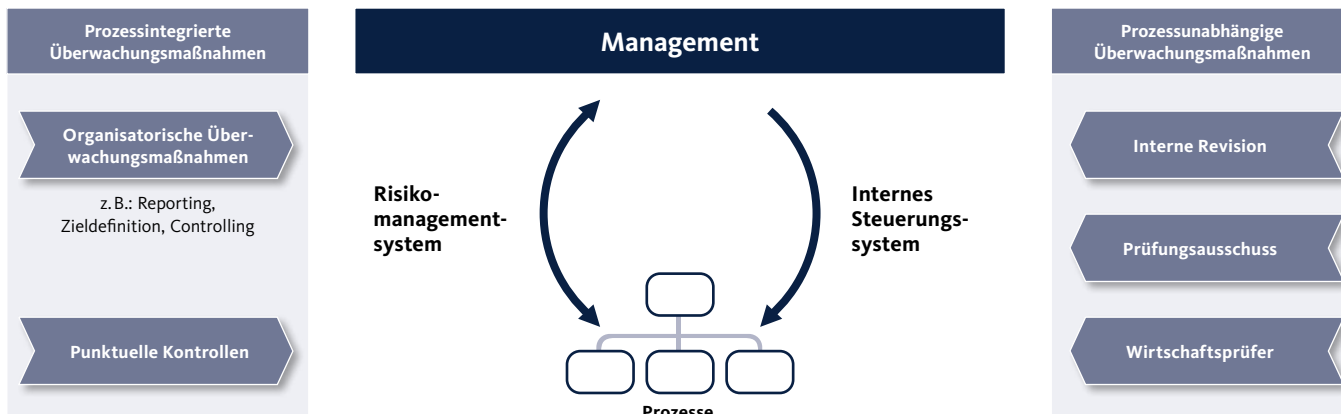 Prozessintegrierte
Überwachungsmaßnahmen
Organisatorische Über-
wachungsmaßnahmen
z. B.: Reporting,
Zieldefinition, Controlling
Punktuelle Kontrollen
Management
Risiko-
management-
system
Internes
Steuerungs-
system
Prozesse
Prozessunabhängige
Überwachungsmaßnahmen
Interne Revision
Prüfungsausschuss
Wirtschaftsprüfer